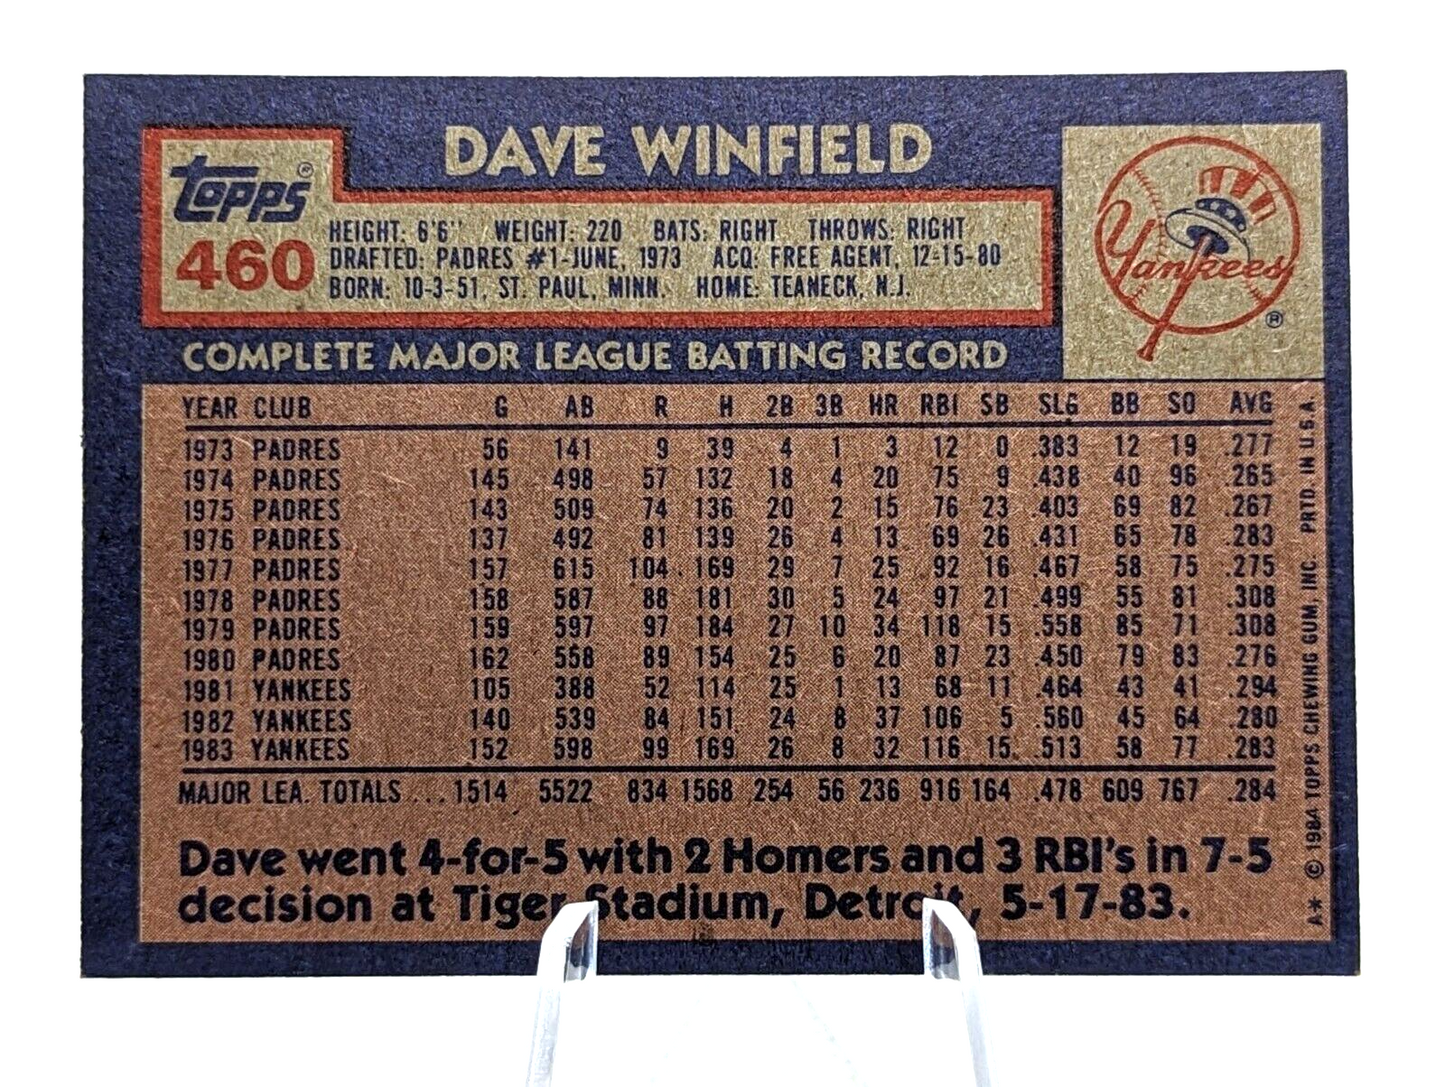 DAVE WINFIELD
Topps®
460
HEIGHT: 6'6" WEIGHT: 220 BATS: RIGHT THROWS: RIGHT
DRAFTED: PADRES #1-JUNE, 1973 ACQ: FREE AGENT, 12-15-80
BORN: 10-3-51, ST. PAUL, MINN. HOME: TEANECK, N.J.
Yankees
®
COMPLETE MAJOR LEAGUE BATTING RECORD
YEAR CLUB G AB R H 2B 3B HR RBI SB SLG BB SO AVG
1973 PADRES 56 141 9 39 4 1 3 12 0 .383 12 19 .277
1974 PADRES 145 498 57 132 18 4 20 75 9 .438 40 96 .265
1975 PADRES 143 509 74 136 20 2 15 76 23 .403 69 82 .267
1976 PADRES 137 492 81 139 26 4 13 69 26 .431 65 78 .283
1977 PADRES 157 615 104 169 29 7 25 92 16 .467 58 75 .275
1978 PADRES 158 587 88 181 30 5 24 97 21 .499 55 81 .308
1979 PADRES 159 597 97 184 27 10 34 118 15 .558 85 71 .308
1980 PADRES 162 558 89 154 25 6 20 87 23 .450 79 83 .276
1981 YANKEES 105 388 52 114 25 1 13 68 11 .464 43 41 .294
1982 YANKEES 140 539 84 151 24 8 37 106 5 .560 45 64 .280
1983 YANKEES 152 598 99 169 26 8 32 116 15 .513 58 77 .283
MAJOR LEA. TOTALS ... 1514 5522 834 1568 254 56 236 916 164 .478 609 767 .284
Dave went 4-for-5 with 2 Homers and 3 RBI's in 7-5
decision at Tiger Stadium, Detroit, 5-17-83.
A* © 1984 TOPPS CHEWING GUM, INC. PRTD. IN U.S.A.